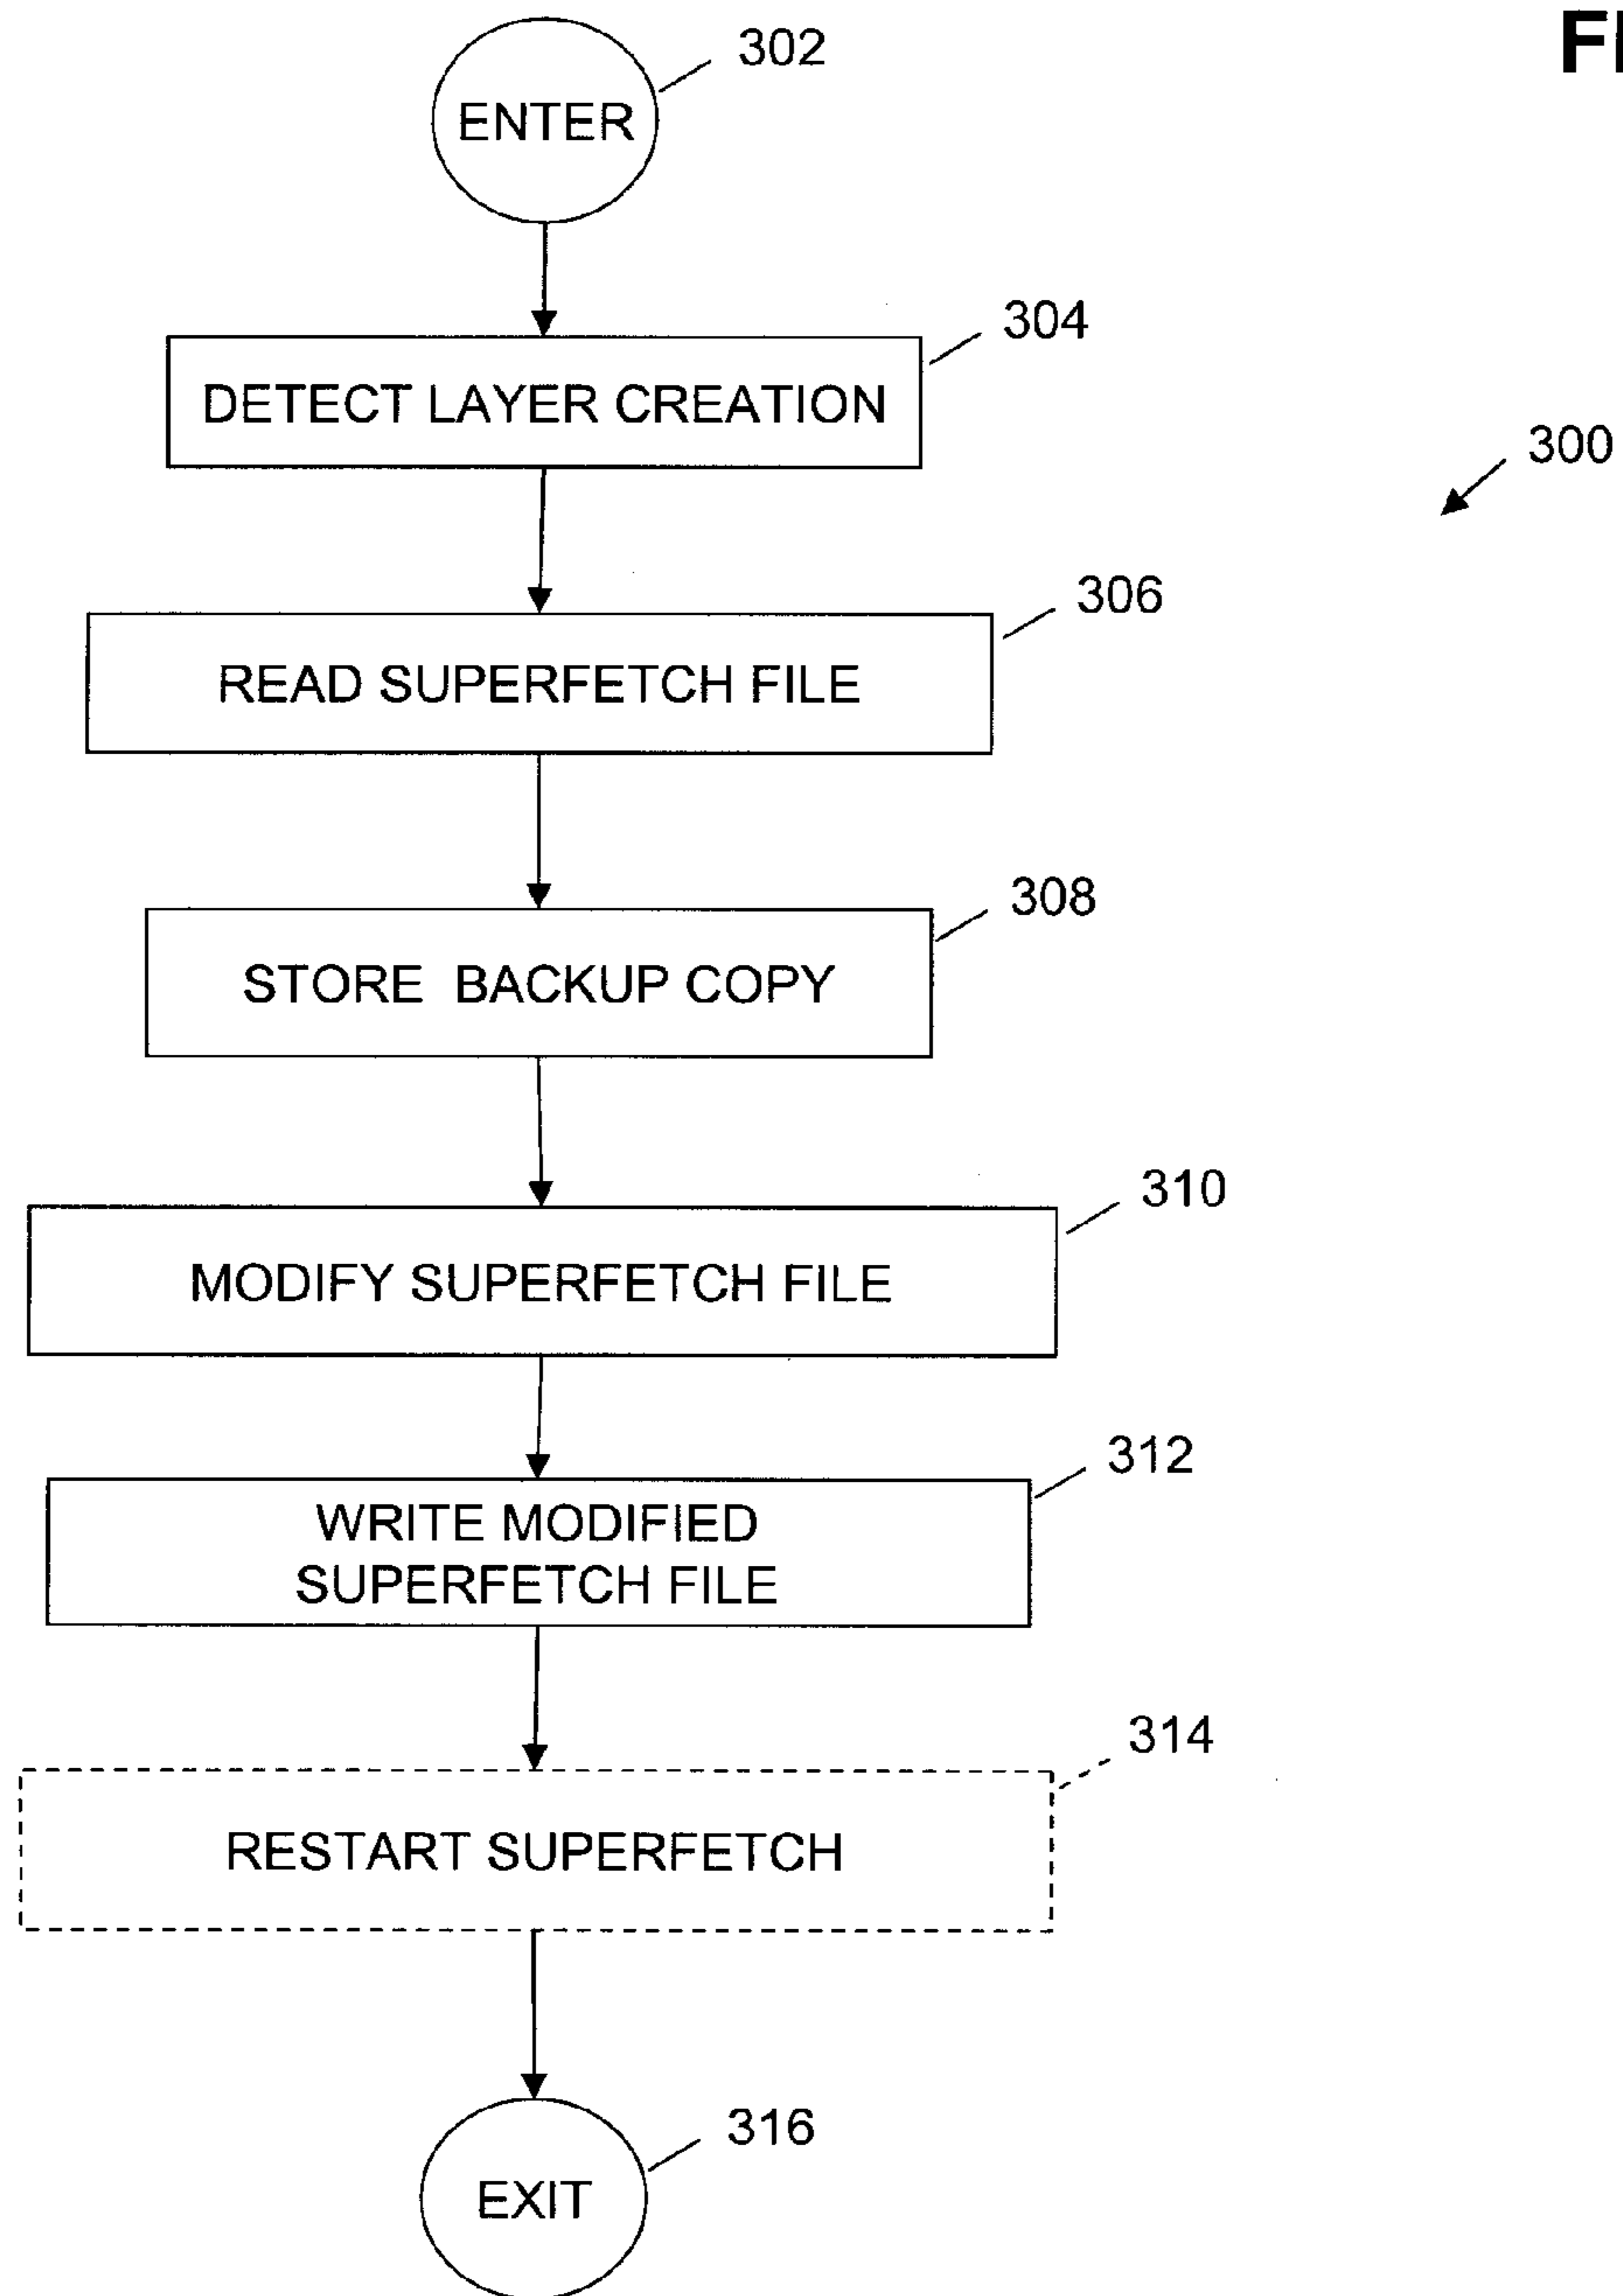 FI
302
ENTER
304
DETECT LAYER CREATION
300
306
READ SUPERFETCH FILE
308
STORE BACKUP COPY
310
MODIFY SUPERFETCH FILE
312
WRITE MODIFIED
SUPERFETCH FILE
314
RESTART SUPERFETCH
316
EXIT